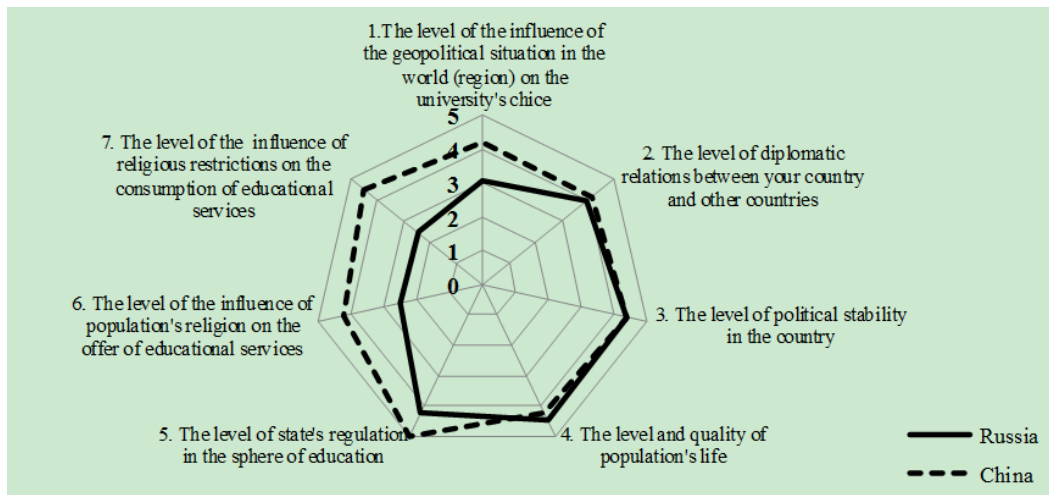 1.The level of the influence of
the geopolitical situation in the
world (region) on the
university's chice
5
4
3
2
1
0
2. The level of diplomatic
relations between your country
and other countries
3. The level of political stability
in the country
4. The level and quality of
population's life
5. The level of state's regulation
in the sphere of education
6. The level of the influence of
population's religion on the
offer of educational services
7. The level of the influence of
religious restrictions on the
consumption of educational
services
Russia
China